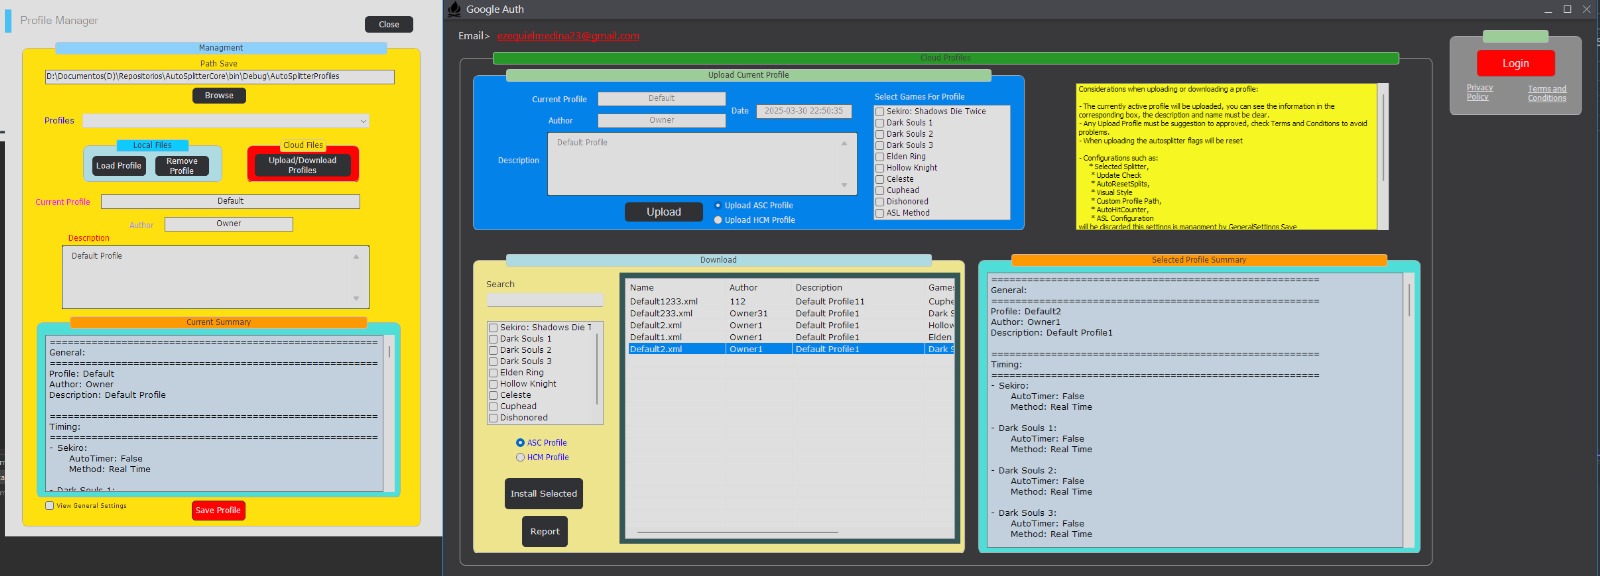 Profile Manager
Close
Managment
Path Save
D:\Documentos(D)\Repositorios\AutoSplitterCore\bin\Debug\AutoSplitterProfiles
Browse
Profiles
Local Files
Load Profile
Remove
Profile
Cloud Files
Upload/Download
Profiles
Current Profile
Default
Author
Owner
Description
Default Profile
Current Summary
=======================================================
General:
=======================================================
Profile: Default
Author: Owner
Description: Default Profile
=======================================================
Timing:
=======================================================
- Sekiro:
AutoTimer: False
Method: Real Time
- Dark Souls 1:
View General Settings
Save Profile
Google Auth
Email> ezequielmedina23@gmail.com
Cloud Profiles
Upload Current Profile
Current Profile
Default
Author
Owner
Date
2025-03-30 22:50:35
Description
Default Profile
Upload
Upload ASC Profile
Upload HCM Profile
Select Games For Profile
Sekiro: Shadows Die Twice
Dark Souls 1
Dark Souls 2
Dark Souls 3
Elden Ring
Hollow Knight
Celeste
Cuphead
Dishonored
ASL Method
Considerations when uploading or downloading a profile:
- The currently active profile will be uploaded, you can see the information in the
corresponding box, the description and name must be clear.
- Any Upload Profile must be suggestion to approved, check Terms and Conditions to avoid
problems.
- When uploading the autosplitter flags will be reset
- Configurations such as:
* Selected Splitter,
* Update Check
* AutoResetSplits,
* Visual Style
* Custom Profile Path,
* AutoHitCounter,
* ASL Configuration
will be discarded this settings is managment by GeneralSettings Save
Login
Privacy
Policy
Terms and
Conditions
Download
Search
Sekiro: Shadows Die T
Dark Souls 1
Dark Souls 2
Dark Souls 3
Elden Ring
Hollow Knight
Celeste
Cuphead
Dishonored
ASC Profile
HCM Profile
Install Selected
Report
Name Author Description Games
Default1233.xml 112 Default Profile11 Cuphe
Default233.xml Owner31 Default Profile1 Dark S
Default2.xml Owner1 Default Profile1 Hollow
Default1.xml Owner1 Default Profile1 Elden
Default2.xml Owner1 Default Profile1 Dark S
Selected Profile Summary
=======================================================
General:
=======================================================
Profile: Default2
Author: Owner1
Description: Default Profile1
=======================================================
Timing:
=======================================================
- Sekiro:
AutoTimer: False
Method: Real Time
- Dark Souls 1:
AutoTimer: False
Method: Real Time
- Dark Souls 2:
AutoTimer: False
Method: Real Time
- Dark Souls 3:
AutoTimer: False
Method: Real Time